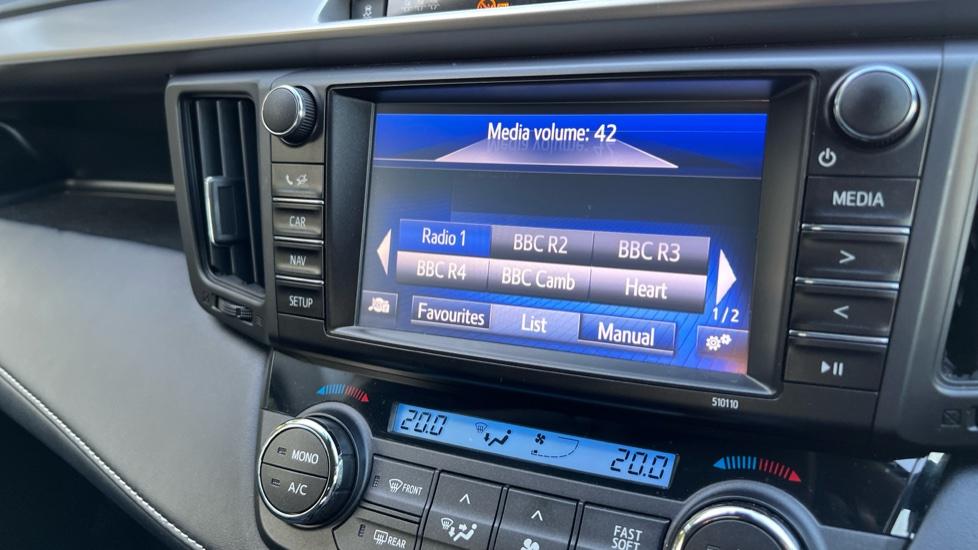 Media volume: 42
Radio 1
BBC R2
BBC R3
BBC R4
BBC Camb
Heart
1/2
Favourites
List
Manual
CAR
NAV
SETUP
MEDIA
>
<
510110
20.0
20.0
MONO
A/C
FRONT
REAR
FAST
SOFT